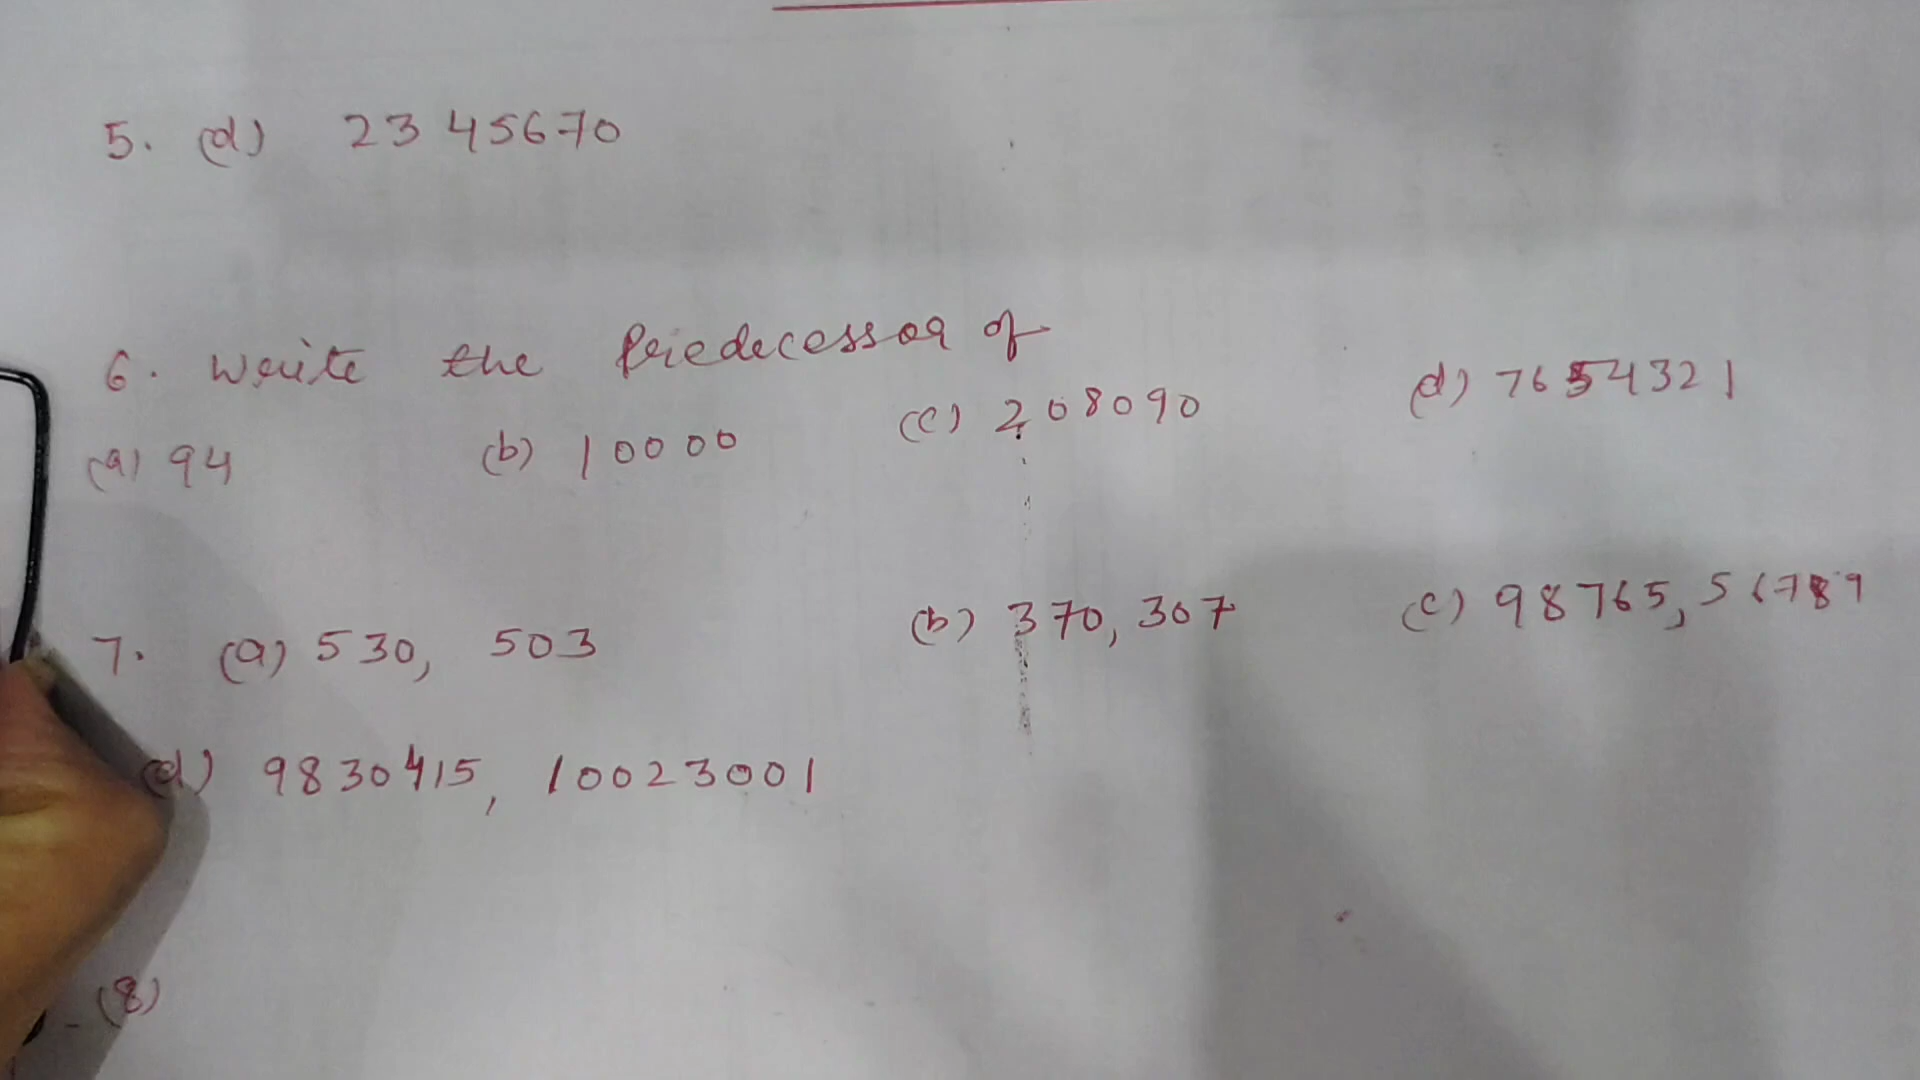 5. (d) 2345670
6. Write the Predecessor of
(a) 94 (b) 10000 (c) 208090 (d) 7654321
7. (a) 530, 503 (b) 370, 307 (c) 98765, 56789
(d) 9830415, 10023001
(8)